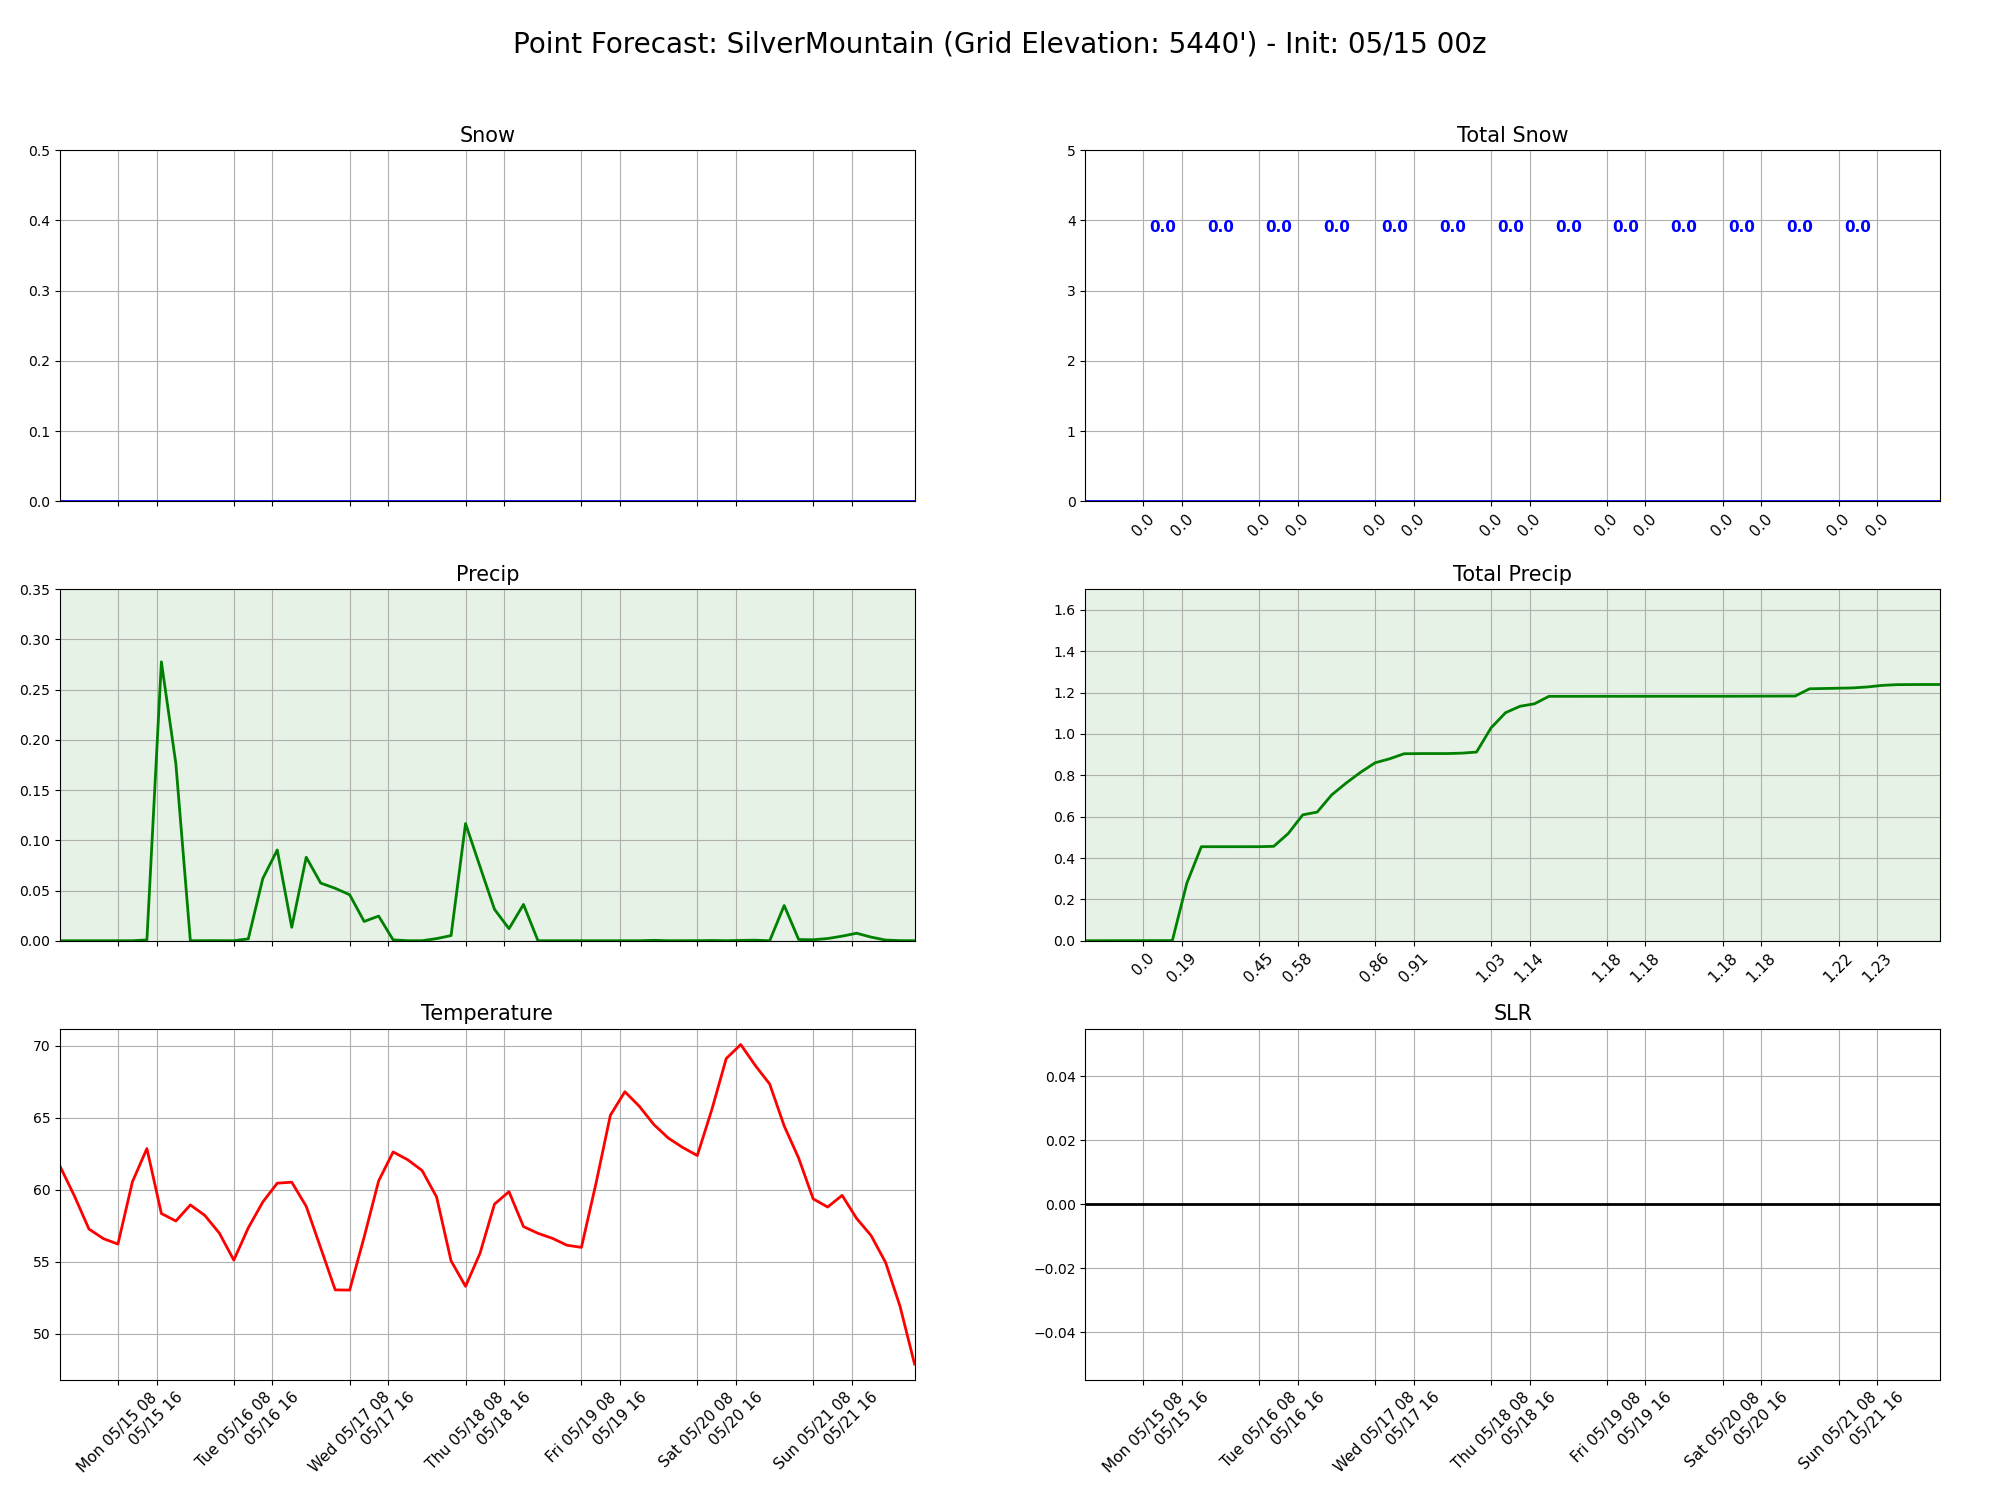 Point Forecast: SilverMountain (Grid Elevation: 5440') - Init: 05/15 00z
Snow
0.5
0.4
0.3
0.2
0.1
0.0
Total Snow
5
4
3
2
1
0
0.0 0.0 0.0 0.0 0.0 0.0 0.0 0.0 0.0 0.0 0.0 0.0 0.0
0.0 0.0 0.0 0.0 0.0 0.0 0.0 0.0 0.0 0.0 0.0 0.0 0.0 0.0
Precip
0.35
0.30
0.25
0.20
0.15
0.10
0.05
0.00
Total Precip
1.6
1.4
1.2
1.0
0.8
0.6
0.4
0.2
0.0
0.0 0.19 0.45 0.58 0.86 0.91 1.03 1.14 1.18 1.18 1.18 1.18 1.22 1.23
Temperature
70
65
60
55
50
Mon 05/15 08
05/15 16
Tue 05/16 08
05/16 16
Wed 05/17 08
05/17 16
Thu 05/18 08
05/18 16
Fri 05/19 08
05/19 16
Sat 05/20 08
05/20 16
Sun 05/21 08
05/21 16
SLR
0.04
0.02
0.00
−0.02
−0.04
Mon 05/15 08
05/15 16
Tue 05/16 08
05/16 16
Wed 05/17 08
05/17 16
Thu 05/18 08
05/18 16
Fri 05/19 08
05/19 16
Sat 05/20 08
05/20 16
Sun 05/21 08
05/21 16